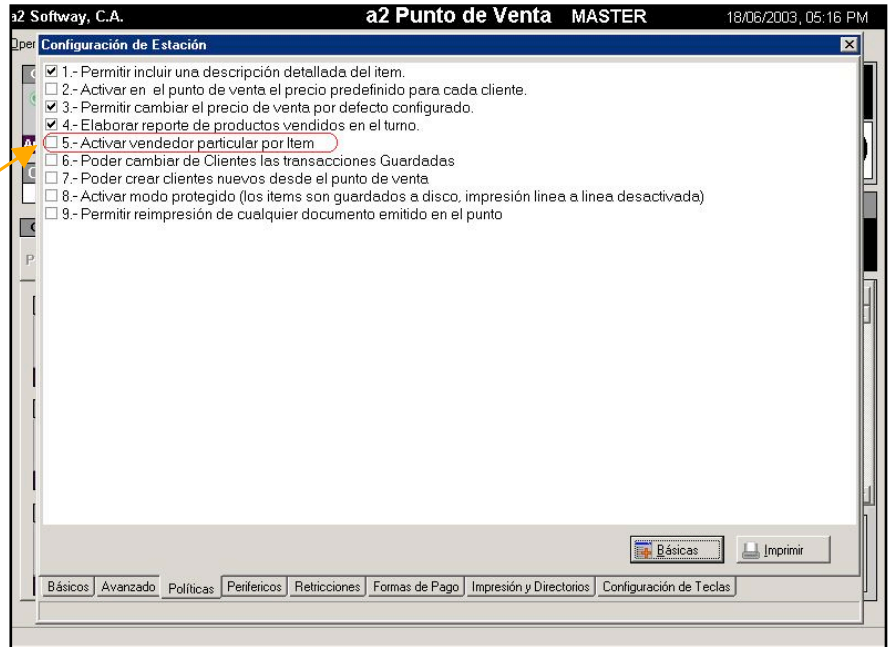 a2 Softway, C.A. a2 Punto de Venta MASTER 18/06/2003, 05:16 PM
Configuración de Estación
1.- Permitir incluir una descripción detallada del item.
2.- Activar en el punto de venta el precio predefinido para cada cliente.
3.- Permitir cambiar el precio de venta por defecto configurado.
4.- Elaborar reporte de productos vendidos en el turno.
5.- Activar vendedor particular por Item
6.- Poder cambiar de Clientes las transacciones Guardadas
7.- Poder crear clientes nuevos desde el punto de venta
8.- Activar modo protegido (los items son guardados a disco, impresión linea a linea desactivada)
9.- Permitir reimpresión de cualquier documento emitido en el punto
Básicas Imprimir
Básicos Avanzado Políticas Perifericos Retricciones Formas de Pago Impresión y Directorios Configuración de Teclas